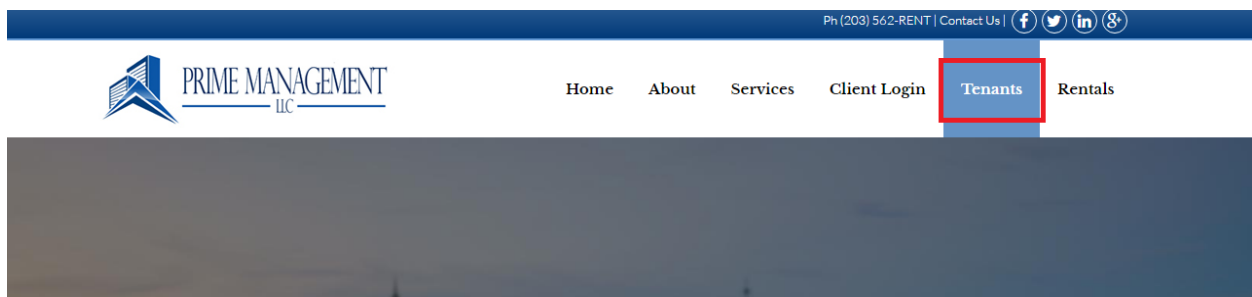 Ph (203) 562-RENT | Contact Us |
PRIME MANAGEMENT
LLC
Home About Services Client Login Tenants Rentals